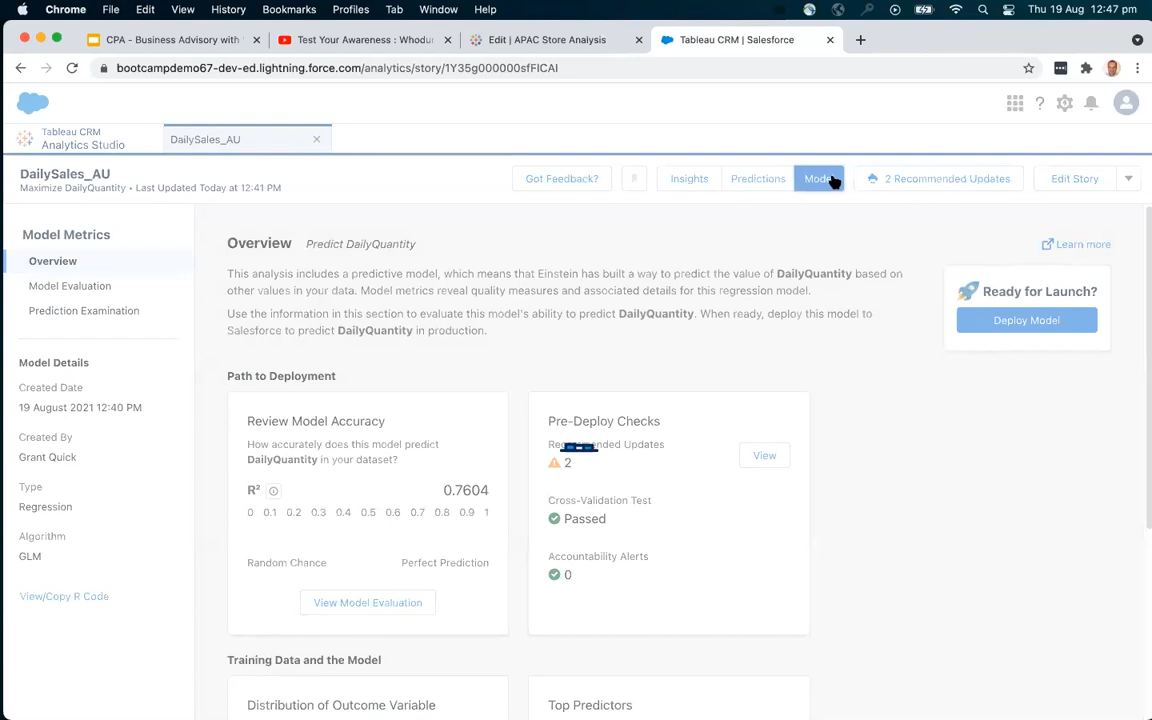 Chrome File Edit View History Bookmarks Profiles Tab Window Help Thu 19 Aug 12:47 pm
CPA - Business Advisory with Test Your Awareness : Whodu Edit | APAC Store Analysis Tableau CRM | Salesforce
bootcampdemo67-dev-ed.lightning.force.com/analytics/story/1Y35g000000sfFICAI
Tableau CRM
Analytics Studio
DailySales_AU
DailySales_AU
Maximize DailyQuantity • Last Updated Today at 12:41 PM
Got Feedback? Insights Predictions 2 Recommended Updates Edit Story
Model Metrics
Overview
Model Evaluation
Prediction Examination
Model Details
Created Date
19 August 2021 12:40 PM
Created By
Grant Quick
Type
Regression
Algorithm
GLM
View/Copy R Code
Overview Predict DailyQuantity
Learn more
This analysis includes a predictive model, which means that Einstein has built a way to predict the value of DailyQuantity based on
other values in your data. Model metrics reveal quality measures and associated details for this regression model.
Use the information in this section to evaluate this model's ability to predict DailyQuantity. When ready, deploy this model to
Salesforce to predict DailyQuantity in production.
Ready for Launch?
Deploy Model
Path to Deployment
Review Model Accuracy
How accurately does this model predict
DailyQuantity in your dataset?
R² 0.7604
0 0.1 0.2 0.3 0.4 0.5 0.6 0.7 0.8 0.9 1
Random Chance Perfect Prediction
View Model Evaluation
Pre-Deploy Checks
Updates
2
View
Cross-Validation Test
Passed
Accountability Alerts
0
Training Data and the Model
Distribution of Outcome Variable
Top Predictors